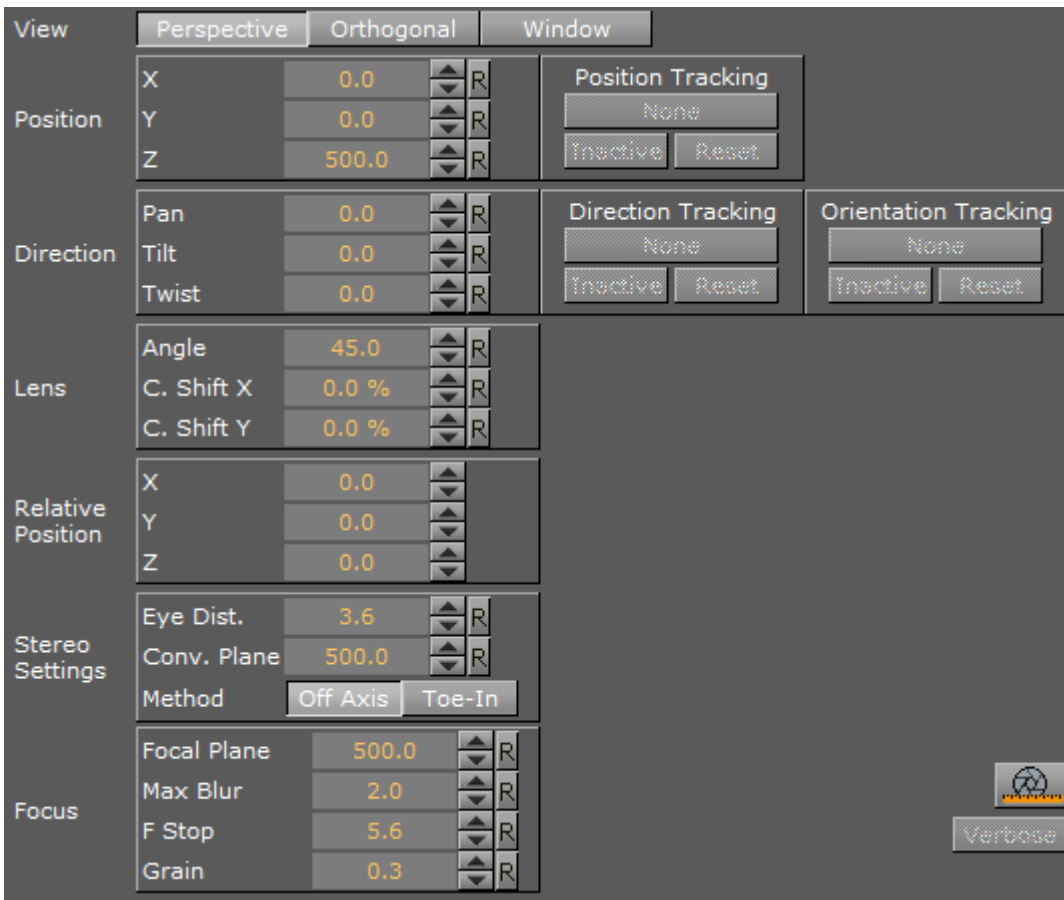 View Perspective Orthogonal Window
Position
X 0.0 R
Y 0.0 R
Z 500.0 R
Position Tracking
None
Inactive Reset
Direction
Pan 0.0 R
Tilt 0.0 R
Twist 0.0 R
Direction Tracking
None
Inactive Reset
Orientation Tracking
None
Inactive Reset
Lens
Angle 45.0 R
C. Shift X 0.0 % R
C. Shift Y 0.0 % R
Relative
Position
X 0.0
Y 0.0
Z 0.0
Stereo
Settings
Eye Dist. 3.6 R
Conv. Plane 500.0 R
Method Off Axis Toe-In
Focus
Focal Plane 500.0 R
Max Blur 2.0 R
F Stop 5.6 R
Grain 0.3 R
Verbose